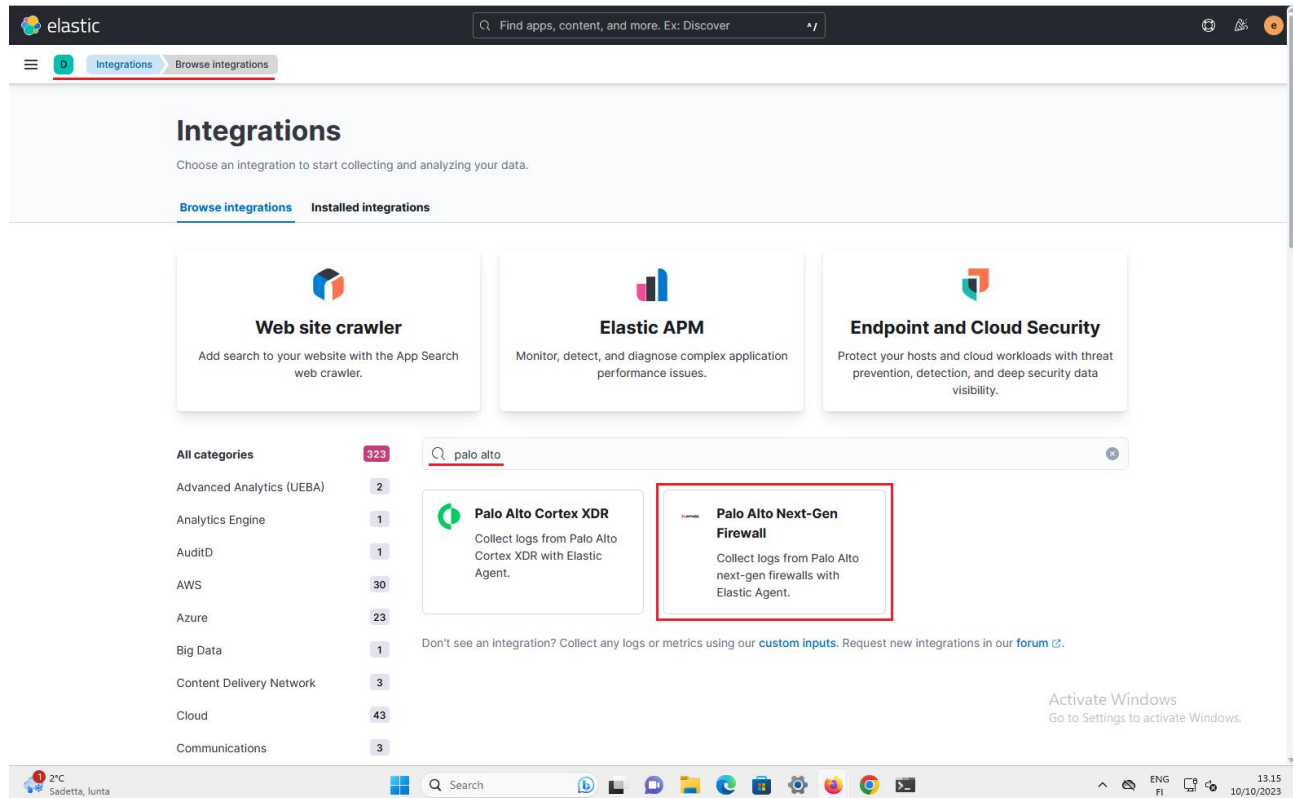 elastic
Find apps, content, and more. Ex: Discover
^/
e
D
Integrations
Browse integrations
Integrations
Choose an integration to start collecting and analyzing your data.
Browse integrations
Installed integrations
Web site crawler
Add search to your website with the App Search
web crawler.
Elastic APM
Monitor, detect, and diagnose complex application
performance issues.
Endpoint and Cloud Security
Protect your hosts and cloud workloads with threat
prevention, detection, and deep security data
visibility.
All categories 323
Advanced Analytics (UEBA) 2
Analytics Engine 1
AuditD 1
AWS 30
Azure 23
Big Data 1
Content Delivery Network 3
Cloud 43
Communications 3
palo alto
Palo Alto Cortex XDR
Collect logs from Palo Alto
Cortex XDR with Elastic
Agent.
Palo Alto Next-Gen
Firewall
Collect logs from Palo Alto
next-gen firewalls with
Elastic Agent.
Don't see an integration? Collect any logs or metrics using our custom inputs. Request new integrations in our forum.
Activate Windows
Go to Settings to activate Windows.
1
2°C
Sadetta, lunta
Search
ENG
FI
13.15
10/10/2023